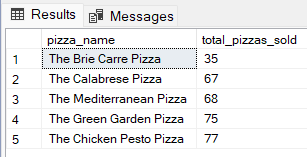 Results Messages
pizza_name total_pizzas_sold
1 The Brie Carre Pizza 35
2 The Calabrese Pizza 67
3 The Mediterranean Pizza 68
4 The Green Garden Pizza 75
5 The Chicken Pesto Pizza 77